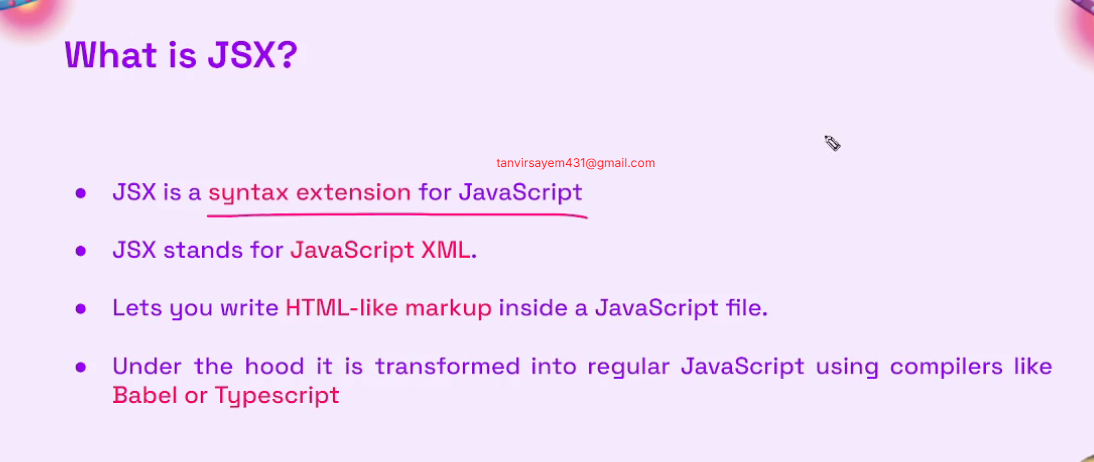 What is JSX?
tanvirsayem431@gmail.com
● JSX is a syntax extension for JavaScript
● JSX stands for JavaScript XML.
● Lets you write HTML-like markup inside a JavaScript file.
● Under the hood it is transformed into regular JavaScript using compilers like
Babel or Typescript